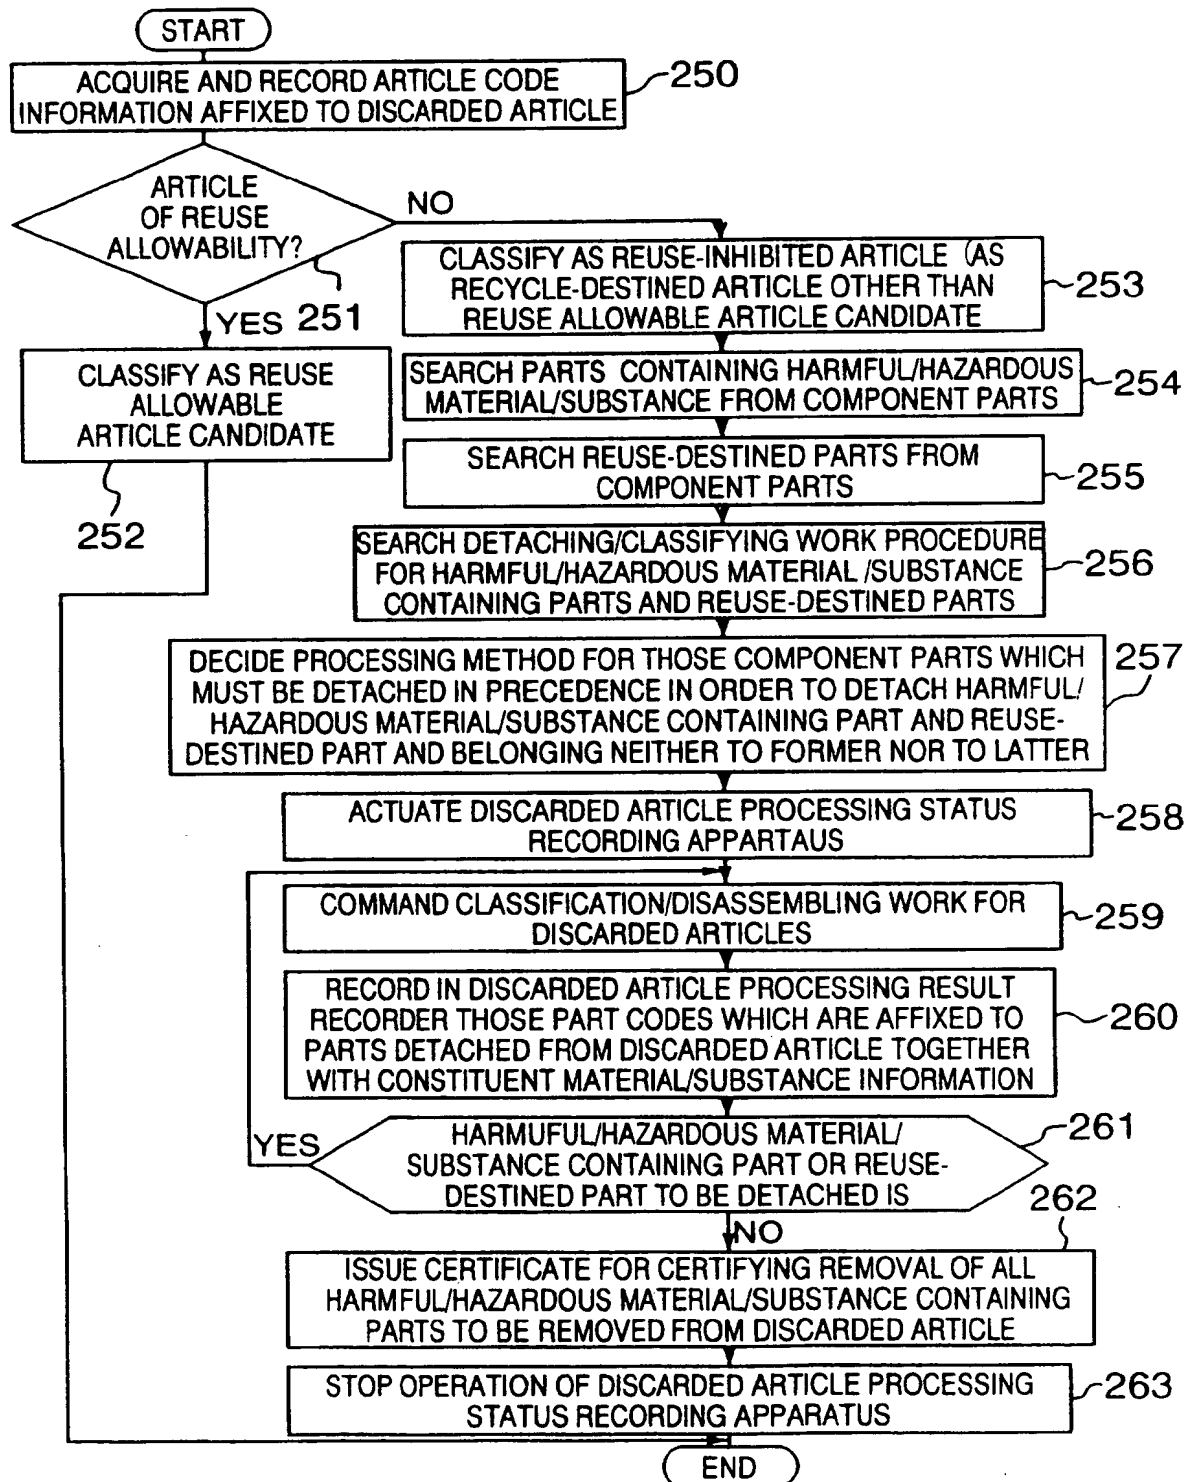 START
ACQUIRE AND RECORD ARTICLE CODE
INFORMATION AFFIXED TO DISCARDED ARTICLE
250
ARTICLE
OF REUSE
ALLOWABILITY?
NO
251
YES
CLASSIFY AS REUSE
ALLOWABLE
ARTICLE CANDIDATE
252
CLASSIFY AS REUSE-INHIBITED ARTICLE (AS
RECYCLE-DESTINED ARTICLE OTHER THAN
REUSE ALLOWABLE ARTICLE CANDIDATE
253
SEARCH PARTS CONTAINING HARMFUL/HAZARDOUS
MATERIAL/SUBSTANCE FROM COMPONENT PARTS
254
SEARCH REUSE-DESTINED PARTS FROM
COMPONENT PARTS
255
SEARCH DETACHING/CLASSIFYING WORK PROCEDURE
FOR HARMFUL/HAZARDOUS MATERIAL /SUBSTANCE
CONTAINING PARTS AND REUSE-DESTINED PARTS
256
DECIDE PROCESSING METHOD FOR THOSE COMPONENT PARTS WHICH
MUST BE DETACHED IN PRECEDENCE IN ORDER TO DETACH HARMFUL/
HAZARDOUS MATERIAL/SUBSTANCE CONTAINING PART AND REUSE-
DESTINED PART AND BELONGING NEITHER TO FORMER NOR TO LATTER
257
ACTUATE DISCARDED ARTICLE PROCESSING STATUS
RECORDING APPARTAUS
258
COMMAND CLASSIFICATION/DISASSEMBLING WORK FOR
DISCARDED ARTICLES
259
RECORD IN DISCARDED ARTICLE PROCESSING RESULT
RECORDER THOSE PART CODES WHICH ARE AFFIXED TO
PARTS DETACHED FROM DISCARDED ARTICLE TOGETHER
WITH CONSTITUENT MATERIAL/SUBSTANCE INFORMATION
260
YES
HARMUFUL/HAZARDOUS MATERIAL/
SUBSTANCE CONTAINING PART OR REUSE-
DESTINED PART TO BE DETACHED IS
261
NO
262
ISSUE CERTIFICATE FOR CERTIFYING REMOVAL OF ALL
HARMFUL/HAZARDOUS MATERIAL/SUBSTANCE CONTAINING
PARTS TO BE REMOVED FROM DISCARDED ARTICLE
STOP OPERATION OF DISCARDED ARTICLE PROCESSING
STATUS RECORDING APPARATUS
263
END